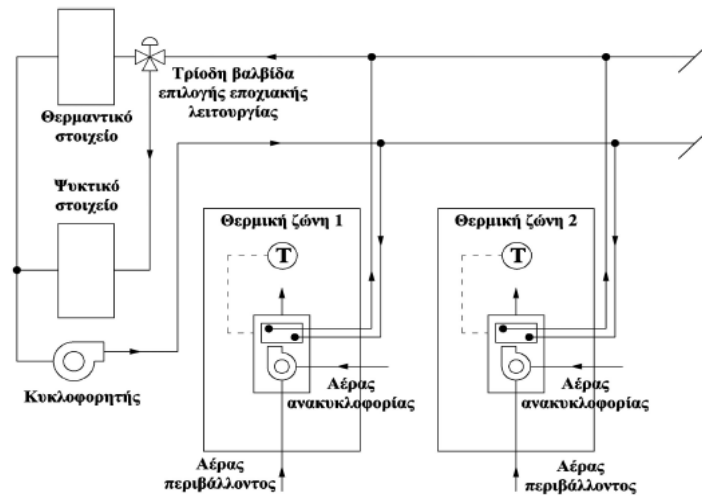 Τρίοδη βαλβίδα
επιλογής εποχιακής
λειτουργίας
Θερμαντικό
στοιχείο
Ψυκτικό
στοιχείο
Κυκλοφορητής
Θερμική ζώνη 1
T
Αέρας
ανακυκλοφορίας
Αέρας
περιβάλλοντος
Θερμική ζώνη 2
T
Αέρας
ανακυκλοφορίας
Αέρας
περιβάλλοντος